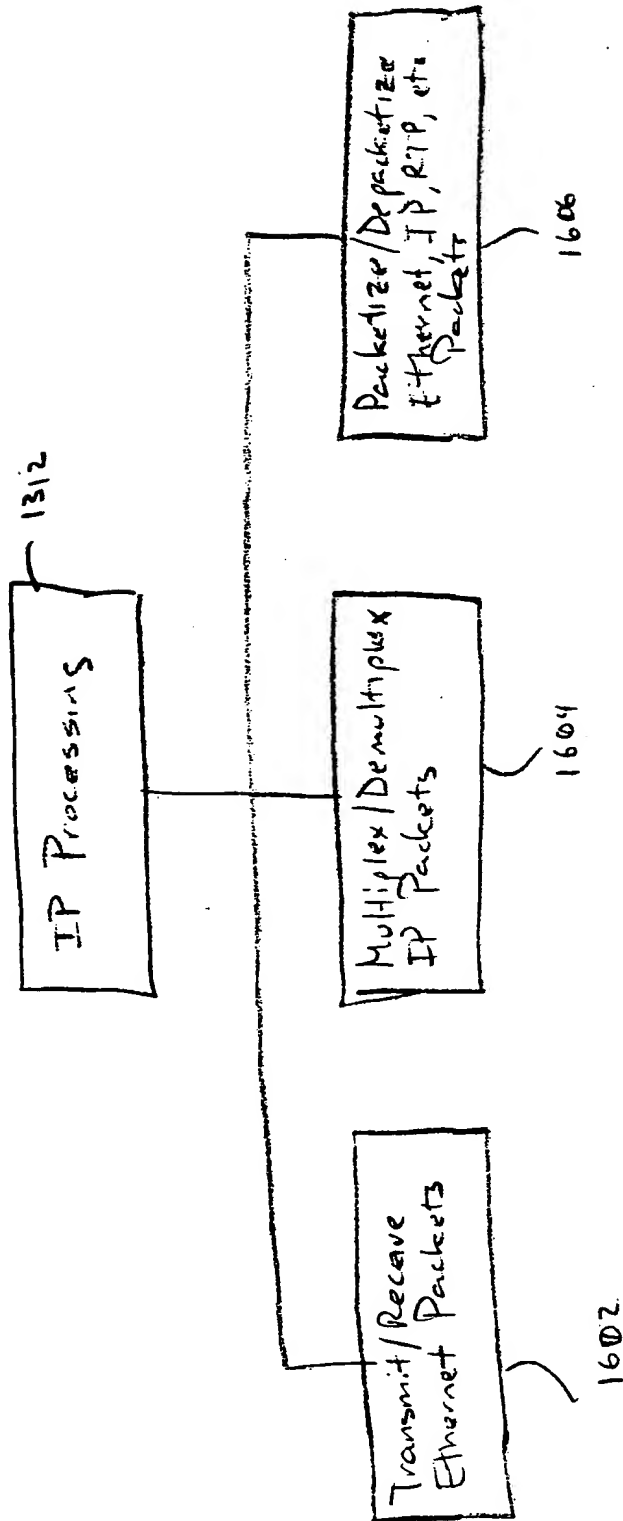 IP Processing
1312
Transmit/Receive
Ethernet Packets
1602
Multiplex/Demultiplex
IP Packets
1604
Packetize/Depacketize
Ethernet, IP, RTP, etc.
Packets
1606